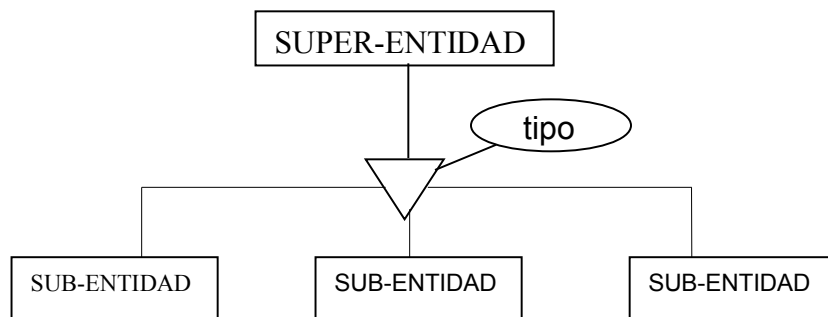 SUPER-ENTIDAD
tipo
SUB-ENTIDAD
SUB-ENTIDAD
SUB-ENTIDAD